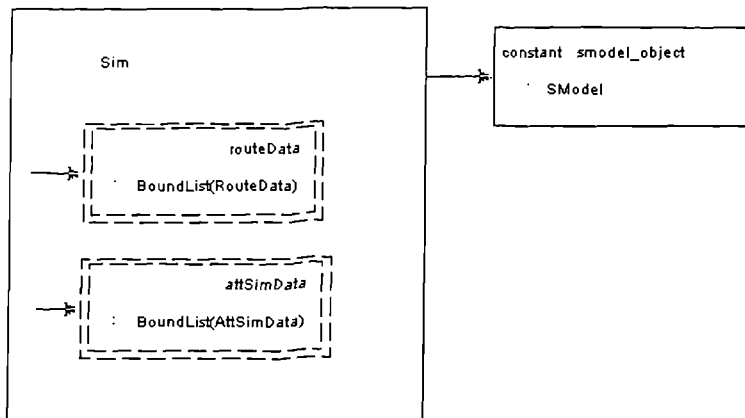 Sim
routeData
: BoundList(RouteData)
attSimData
: BoundList(AttSimData)
constant smodel_object
: SModel